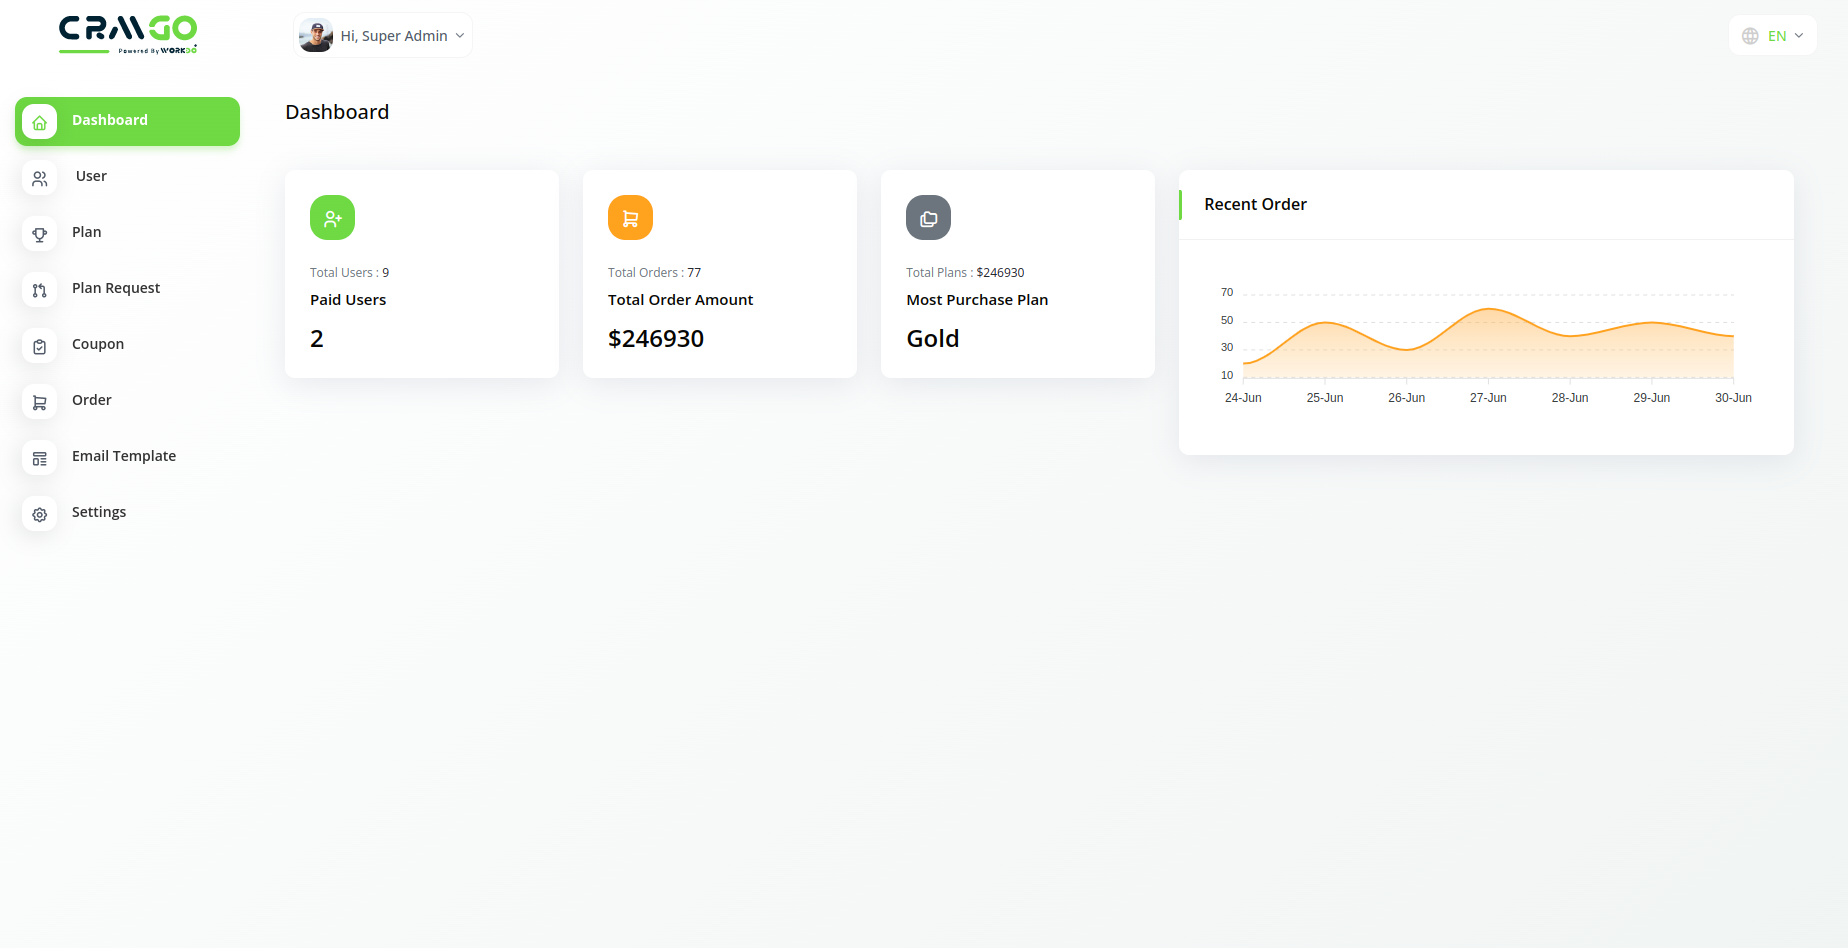 CRMGO
Powered By WORKDO
Hi, Super Admin
EN
Dashboard
User
Plan
Plan Request
Coupon
Order
Email Template
Settings
Dashboard
Total Users : 9
Paid Users
2
Total Orders : 77
Total Order Amount
$246930
Total Plans : $246930
Most Purchase Plan
Gold
Recent Order
70
50
30
10
24-Jun 25-Jun 26-Jun 27-Jun 28-Jun 29-Jun 30-Jun